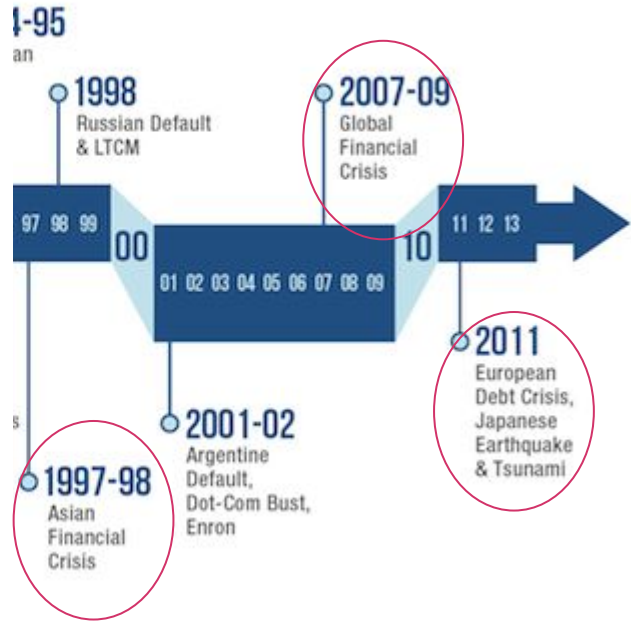 4-95
an
1998
Russian Default
& LTCM
2007-09
Global
Financial
Crisis
97 98 99
00
01 02 03 04 05 06 07 08 09
10
11 12 13
2011
European
Debt Crisis,
Japanese
Earthquake
& Tsunami
2001-02
Argentine
Default,
Dot-Com Bust,
Enron
s
1997-98
Asian
Financial
Crisis